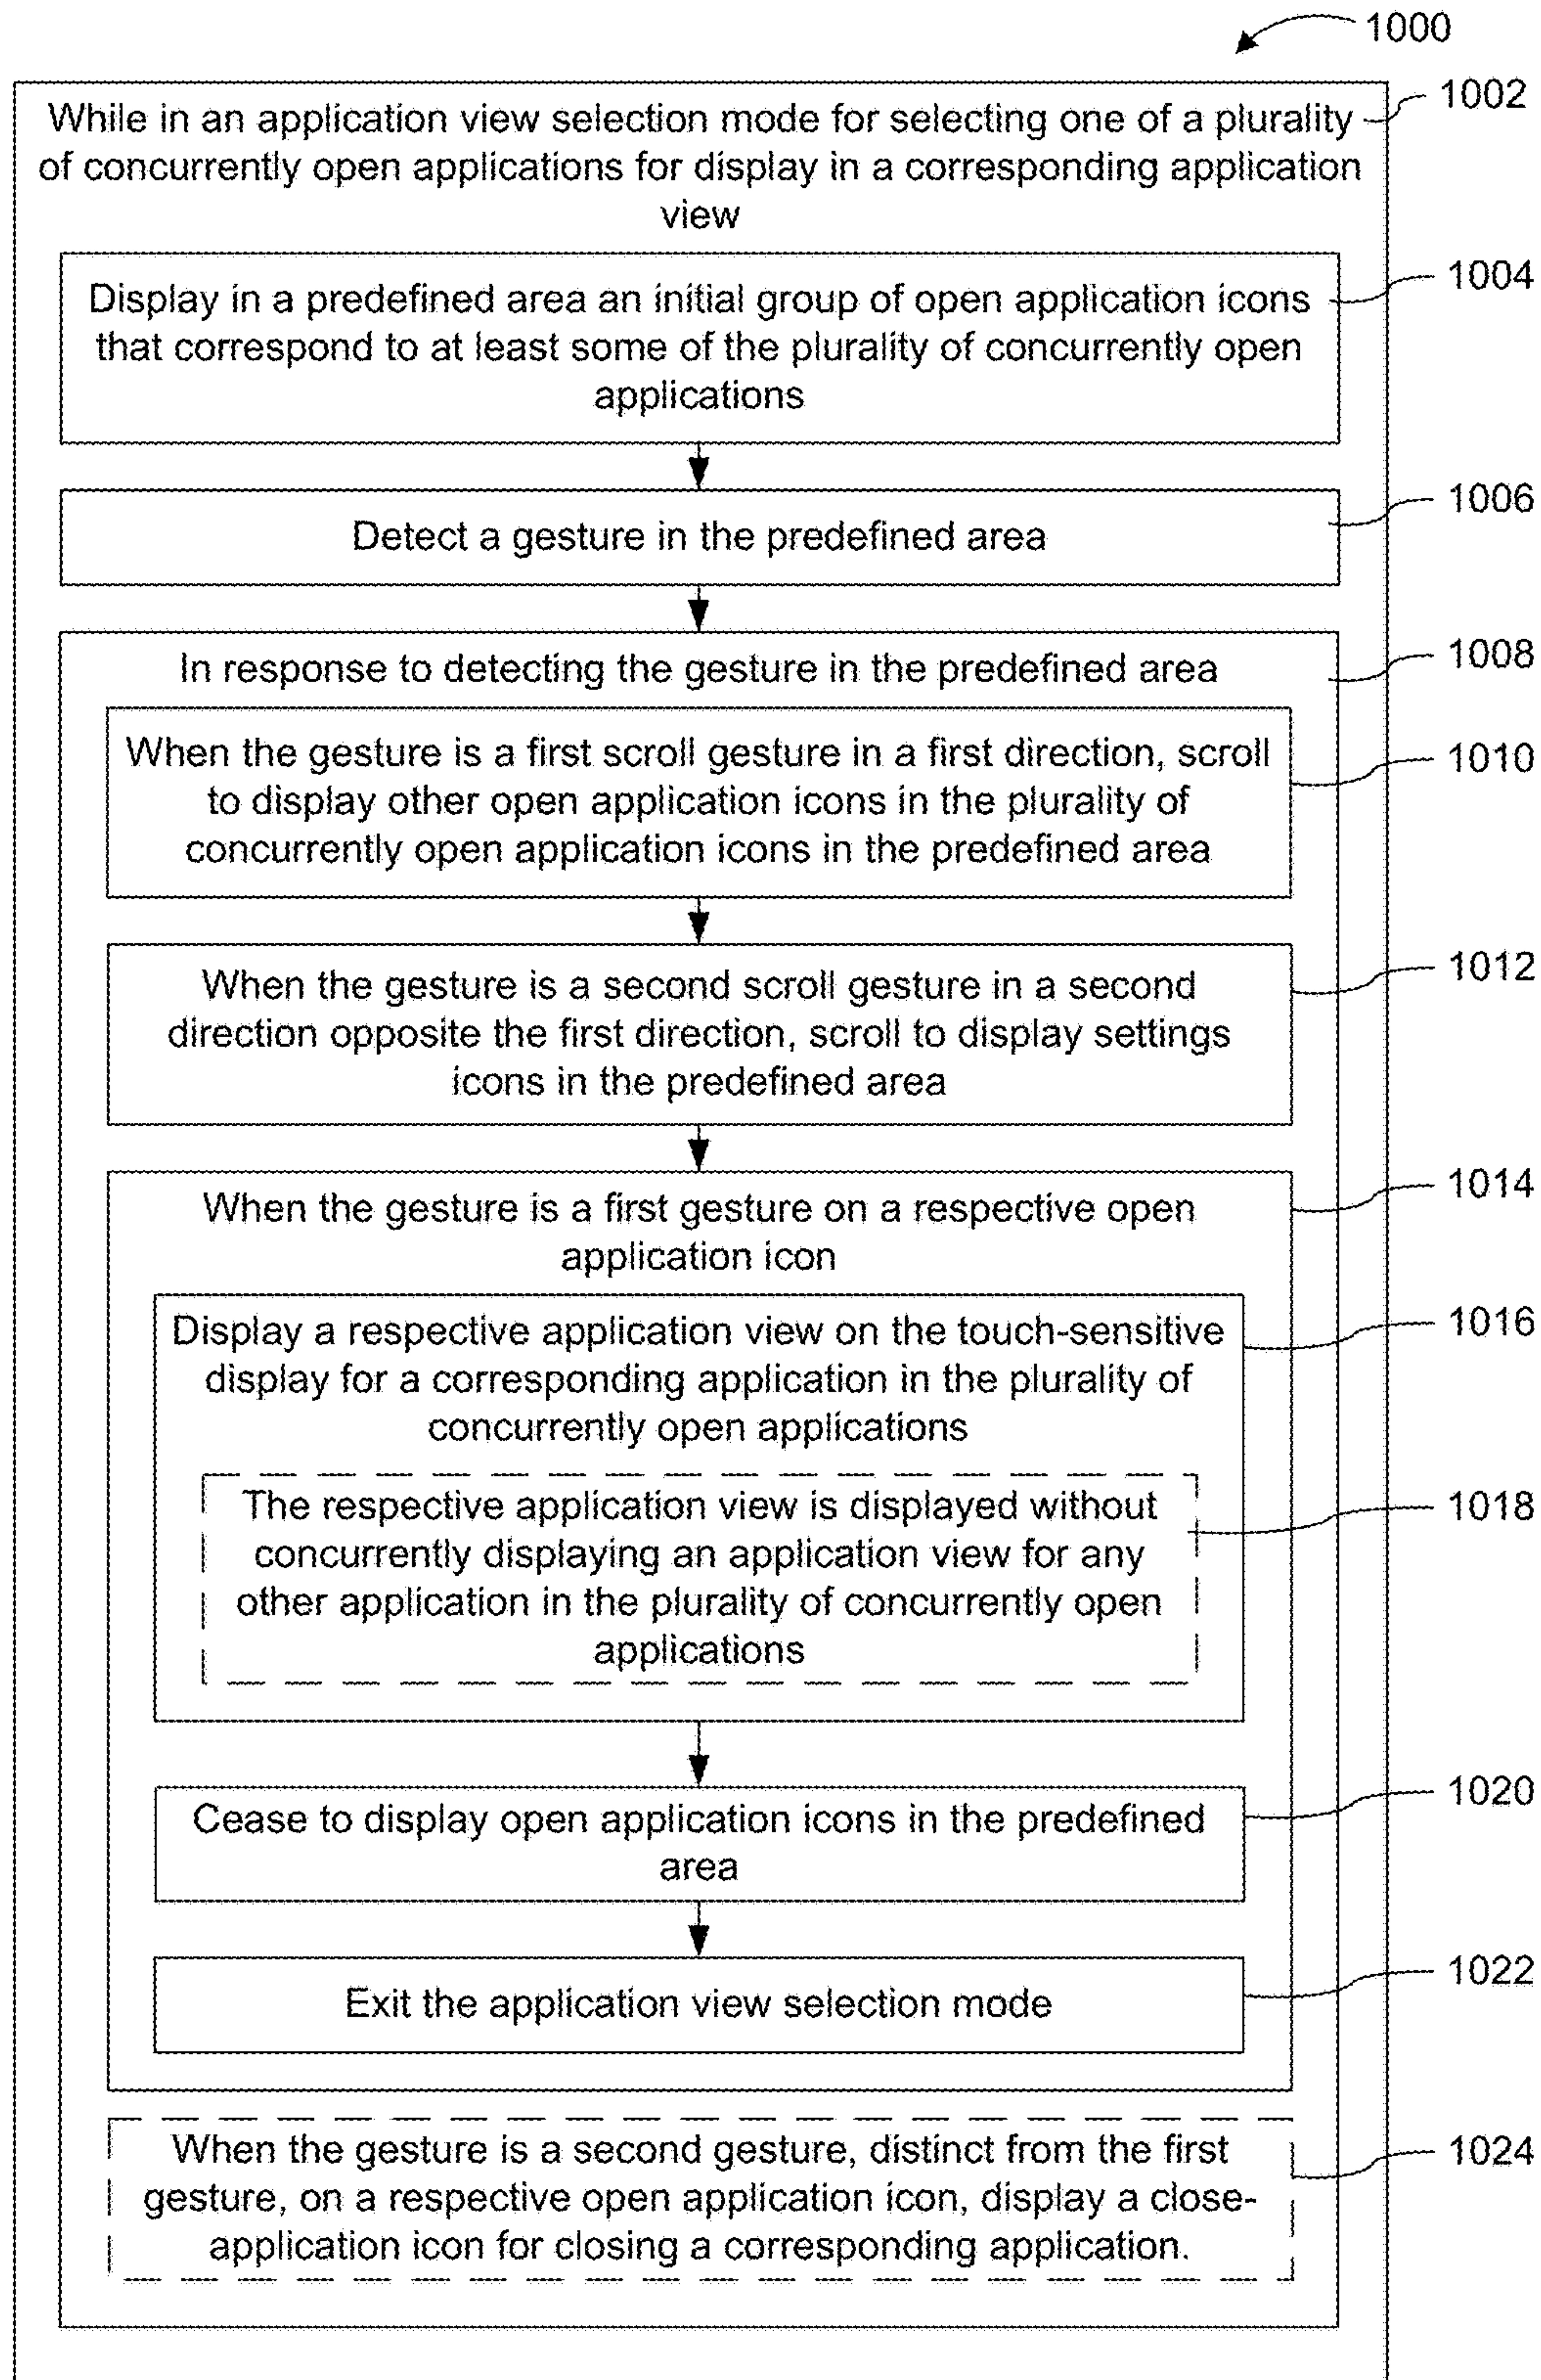 1000
While in an application view selection mode for selecting one of a plurality
1002
of concurrently open applications for display in a corresponding application
view
Display in a predefined area an initial group of open application icons
1004
that correspond to at least some of the plurality of concurrently open
applications
Detect a gesture in the predefined area
1006
In response to detecting the gesture in the predefined area
1008
When the gesture is a first scroll gesture in a first direction, scroll
1010
to display other open application icons in the plurality of
concurrently open application icons in the predefined area
When the gesture is a second scroll gesture in a second
1012
direction opposite the first direction, scroll to display settings
icons in the predefined area
When the gesture is a first gesture on a respective open
1014
application icon
Display a respective application view on the touch-sensitive
1016
display for a corresponding application in the plurality of
concurrently open applications
The respective application view is displayed without
1018
concurrently displaying an application view for any
other application in the plurality of concurrently open
applications
Cease to display open application icons in the predefined
1020
area
Exit the application view selection mode
1022
When the gesture is a second gesture, distinct from the first
1024
gesture, on a respective open application icon, display a close-
application icon for closing a corresponding application.